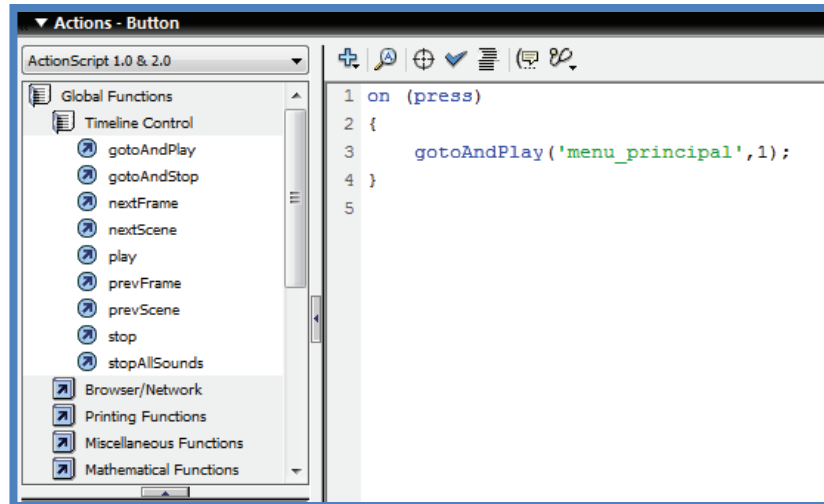 Actions - Button
ActionScript 1.0 & 2.0
Global Functions
Timeline Control
gotoAndPlay
gotoAndStop
nextFrame
nextScene
play
prevFrame
prevScene
stop
stopAllSounds
Browser/Network
Printing Functions
Miscellaneous Functions
Mathematical Functions
1 on (press)
2 {
3 gotoAndPlay('menu_principal',1);
4 }
5